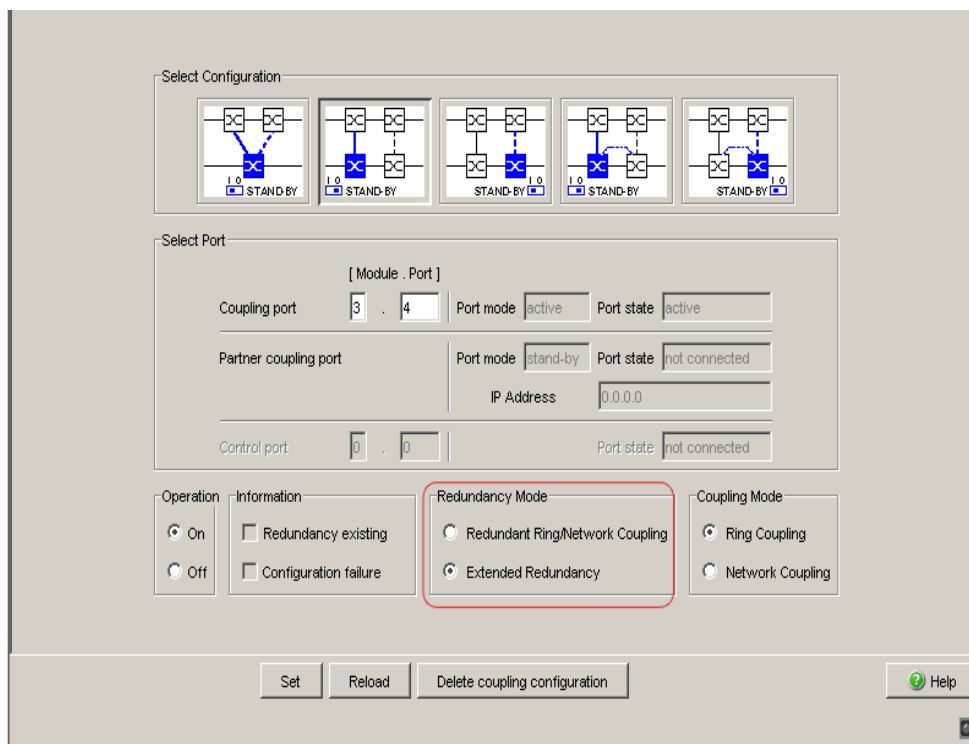 Select Configuration
I 0 STAND-BY
I 0 STAND-BY
STAND-BY I 0
I 0 STAND-BY
STAND-BY I 0
Select Port
[ Module . Port ]
Coupling port 3 . 4 Port mode active Port state active
Partner coupling port Port mode stand-by Port state not connected
IP Address 0.0.0.0
Control port 0 . 0 Port state not connected
Operation Information Redundancy Mode Coupling Mode
On Redundancy existing Redundant Ring/Network Coupling Ring Coupling
Off Configuration failure Extended Redundancy Network Coupling
Set Reload Delete coupling configuration Help